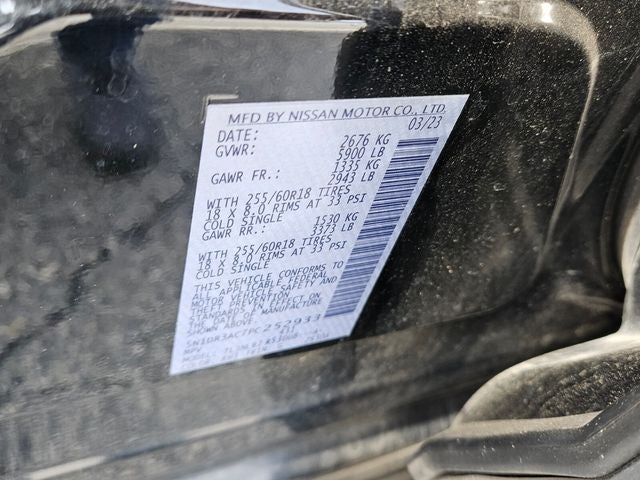 MFD BY NISSAN MOTOR CO., LTD.
DATE: 03/23
GVWR: 2676 KG
5900 LB
GAWR FR.: 1335 KG
2943 LB
WITH 255/60R18 TIRES
18 X 8.0 RIMS AT 33 PSI
COLD SINGLE
GAWR RR.: 1530 KG
3373 LB
WITH 255/60R18 TIRES
18 X 8.0 RIMS AT 33 PSI
COLD SINGLE
THIS VEHICLE CONFORMS TO
ALL APPLICABLE FEDERAL
MOTOR VEHICLE SAFETY AND
THEFT PREVENTION
STANDARDS IN EFFECT ON
THE DATE OF MANUFACTURE
SHOWN ABOVE.
MPV